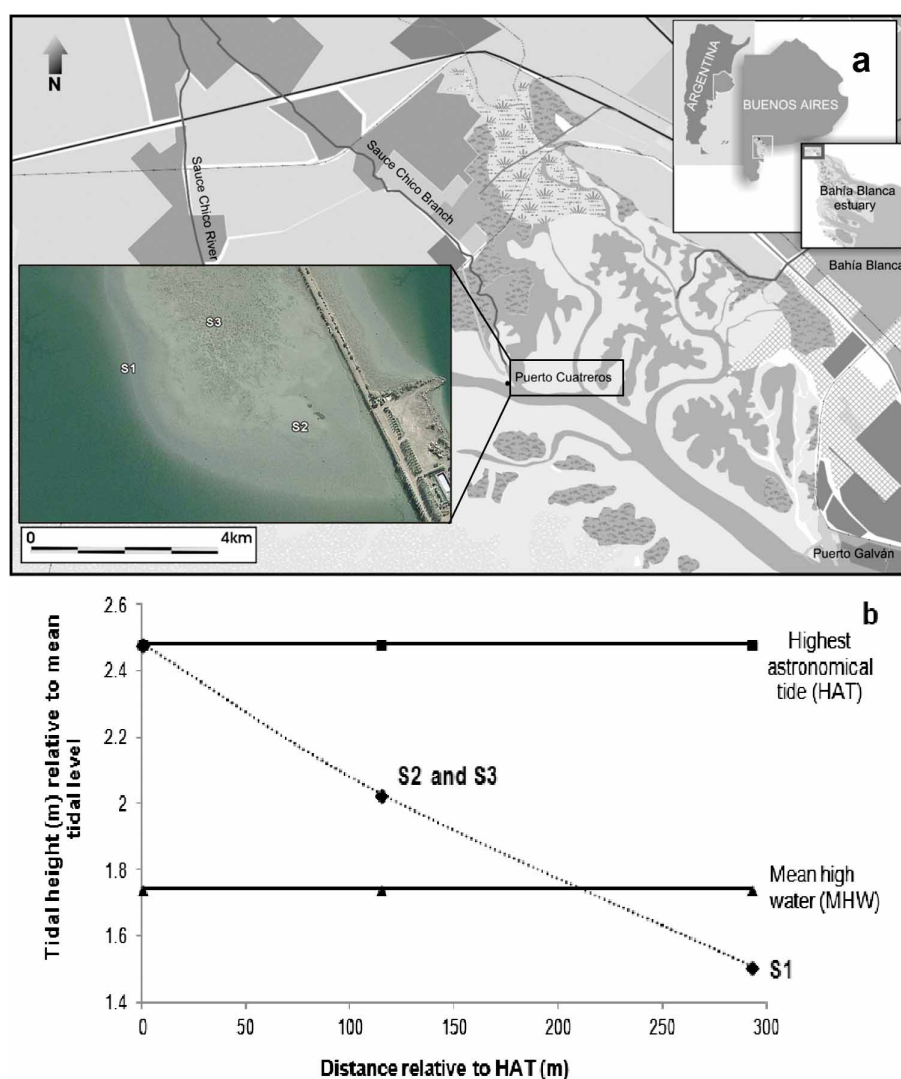 N
a
ARGENTINA
BUENOS AIRES
Bahía Blanca
estuary
Bahía Blanca
Sauce Chico River
Sauce Chico Branch
S3
S1
S2
Puerto Cuatreros
0 4km
Puerto Galván
b
2.6
2.4
2.2
2
1.8
1.6
1.4
Tidal height (m) relative to mean
tidal level
Highest
astronomical
tide (HAT)
S2 and S3
Mean high
water (MHW)
S1
0 50 100 150 200 250 300
Distance relative to HAT (m)